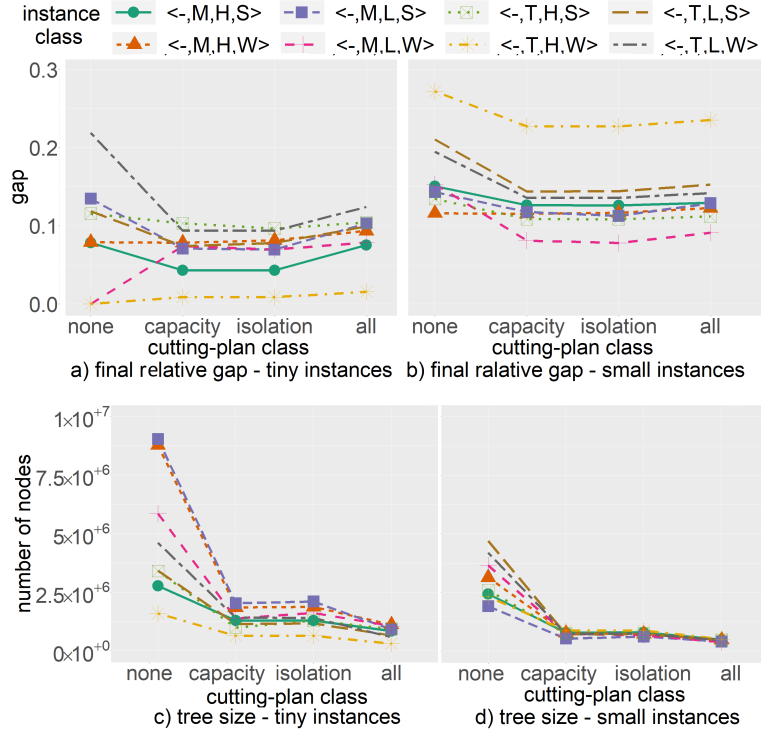 instance class
<-,M,H,S> <-,M,L,S> <-,T,H,S> <-,T,L,S>
<-,M,H,W> <-,M,L,W> <-,T,H,W> <-,T,L,W>
0.3
0.2
0.1
0.0
gap
none capacity isolation all none capacity isolation all
cutting-plan class cutting-plan class
a) final relative gap - tiny instances b) final ralative gap - small instances
1×10⁺⁷
7.5×10⁺⁶
5×10⁺⁶
2.5×10⁺⁶
0×10⁺⁰
number of nodes
none capacity isolation all none capacity isolation all
cutting-plan class cutting-plan class
c) tree size - tiny instances d) tree size - small instances